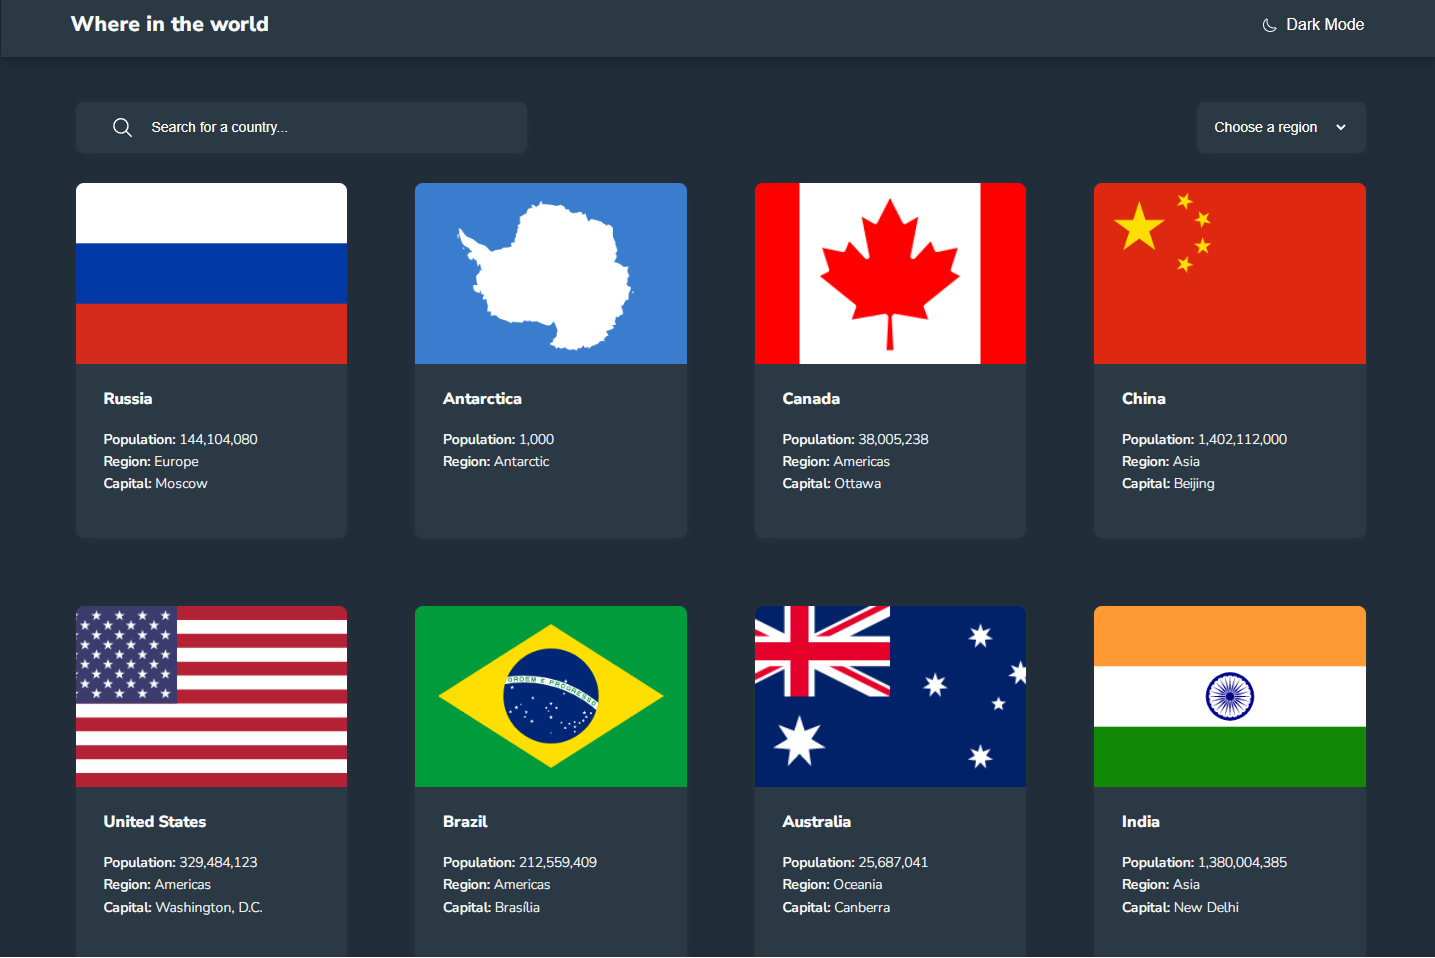 Where in the world
Dark Mode
Search for a country...
Choose a region
Russia
Population: 144,104,080
Region: Europe
Capital: Moscow
Antarctica
Population: 1,000
Region: Antarctic
Canada
Population: 38,005,238
Region: Americas
Capital: Ottawa
China
Population: 1,402,112,000
Region: Asia
Capital: Beijing
ORDEM E PROGRESSO
United States
Population: 329,484,123
Region: Americas
Capital: Washington, D.C.
Brazil
Population: 212,559,409
Region: Americas
Capital: Brasília
Australia
Population: 25,687,041
Region: Oceania
Capital: Canberra
India
Population: 1,380,004,385
Region: Asia
Capital: New Delhi